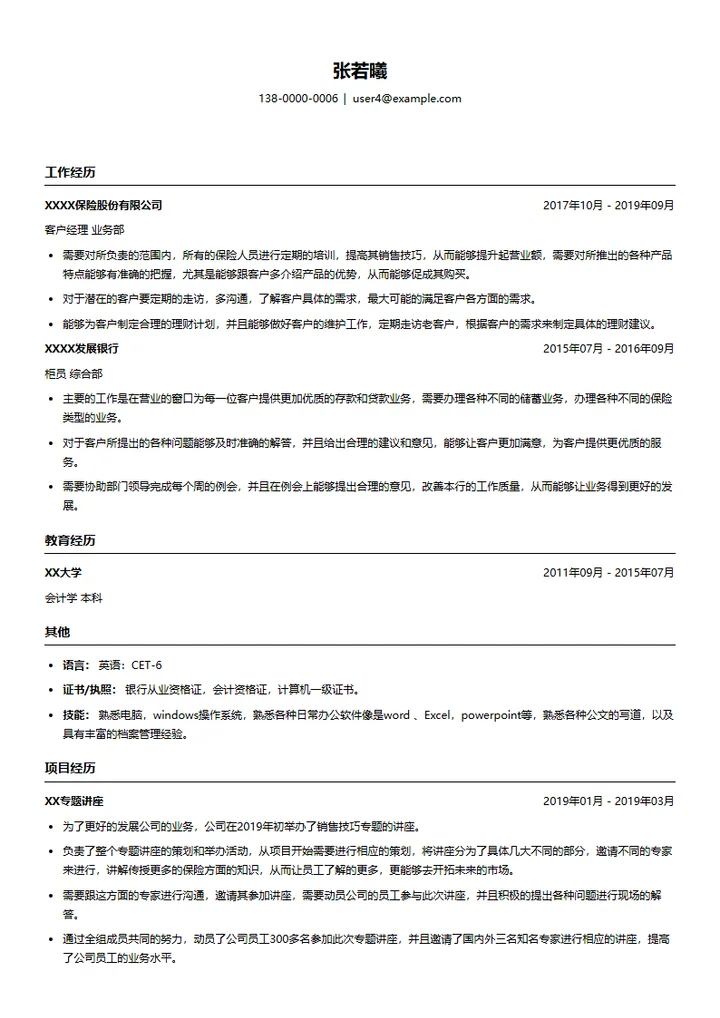 张若曦
138-0000-0006 | user4@example.com
工作经历
XXXX保险股份有限公司 2017年10月 - 2019年09月
客户经理 业务部
• 需要对所负责的范围内，所有的保险人员进行定期的培训，提高其销售技巧，从而能够提升起营业额，需要对所推出的各种产品
特点能够有准确的把握，尤其是能够跟客户多介绍产品的优势，从而能够促成其购买。
• 对于潜在的客户要定期的走访，多沟通，了解客户具体的需求，最大可能的满足客户各方面的需求。
• 能够为客户制定合理的理财计划，并且能够做好客户的维护工作，定期走访老客户，根据客户的需求来制定具体的理财建议。
XXXX发展银行 2015年07月 - 2016年09月
柜员 综合部
• 主要的工作是在营业的窗口为每一位客户提供更加优质的存款和贷款业务，需要办理各种不同的储蓄业务，办理各种不同的保险
类型的业务。
• 对于客户所提出的各种问题能够及时准确的解答，并且给出合理的建议和意见，能够让客户更加满意，为客户提供更优质的服
务。
• 需要协助部门领导完成每个周的例会，并且在例会上能够提出合理的意见，改善本行的工作质量，从而能够让业务得到更好的发
展。
教育经历
XX大学 2011年09月 - 2015年07月
会计学 本科
其他
• 语言： 英语：CET-6
• 证书/执照： 银行从业资格证，会计资格证，计算机一级证书。
• 技能： 熟悉电脑，windows操作系统，熟悉各种日常办公软件像是word 、Excel，powerpoint等，熟悉各种公文的写道，以及
具有丰富的档案管理经验。
项目经历
XX专题讲座 2019年01月 - 2019年03月
• 为了更好的发展公司的业务，公司在2019年初举办了销售技巧专题的讲座。
• 负责了整个专题讲座的策划和举办活动，从项目开始需要进行相应的策划，将讲座分为了具体几大不同的部分，邀请不同的专家
来进行，讲解传授更多的保险方面的知识，从而让员工了解的更多，更能够去开拓未来的市场。
• 需要跟这方面的专家进行沟通，邀请其参加讲座，需要动员公司的员工参与此次讲座，并且积极的提出各种问题进行现场的解
答。
• 通过全组成员共同的努力，动员了公司员工300多名参加此次专题讲座，并且邀请了国内外三名知名专家进行相应的讲座，提高
了公司员工的业务水平。